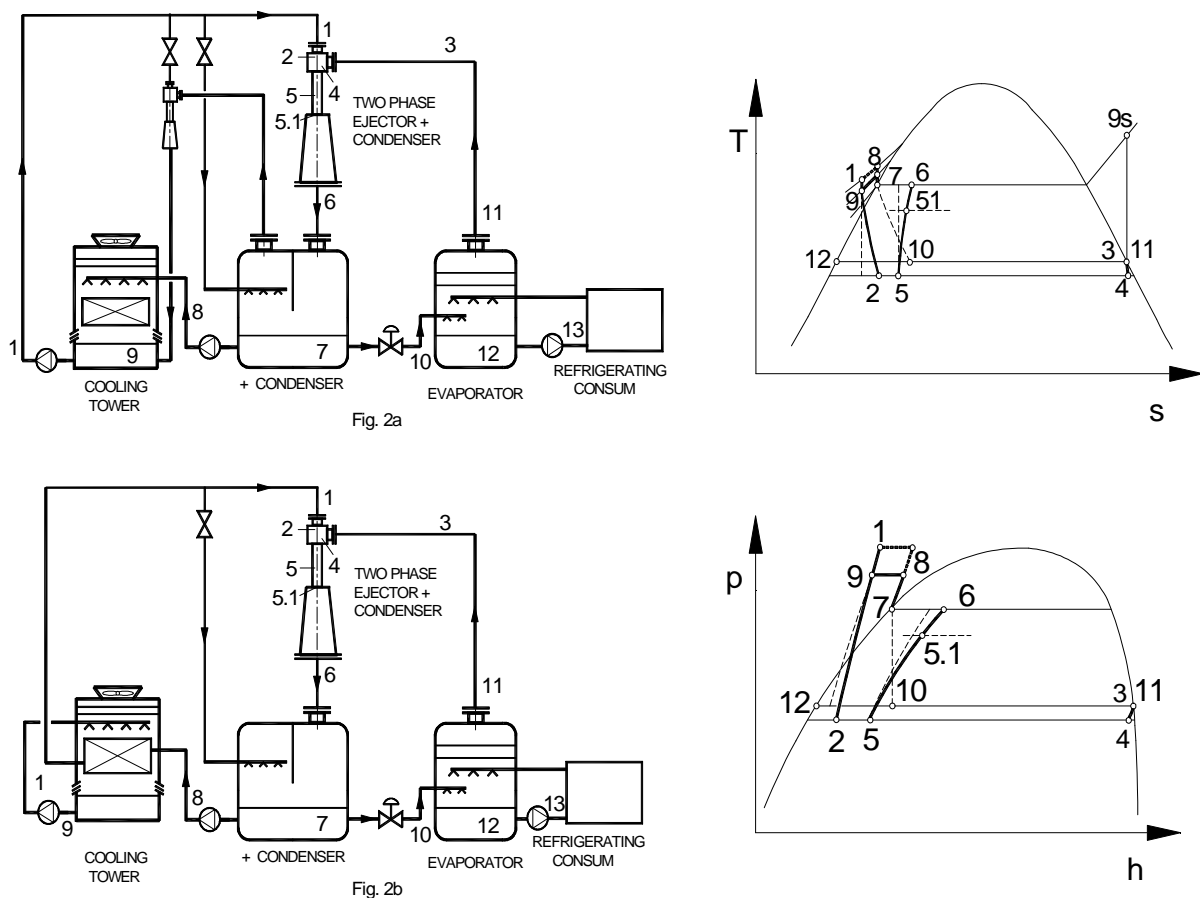 1
2
3
4
5
5.1
TWO PHASE
EJECTOR +
CONDENSER
6
11
8
1
9
7
10
12
13
COOLING
TOWER
+ CONDENSER
EVAPORATOR
REFRIGERATING
CONSUM
Fig. 2a
T
9s
8
1
7
6
9
51
12
10
3
11
2
5
4
s
1
2
3
4
5
5.1
TWO PHASE
EJECTOR +
CONDENSER
6
11
1
8
9
7
10
12
13
COOLING
TOWER
+ CONDENSER
EVAPORATOR
REFRIGERATING
CONSUM
Fig. 2b
p
1
9
8
7
6
5.1
12
10
3
11
2
5
4
h